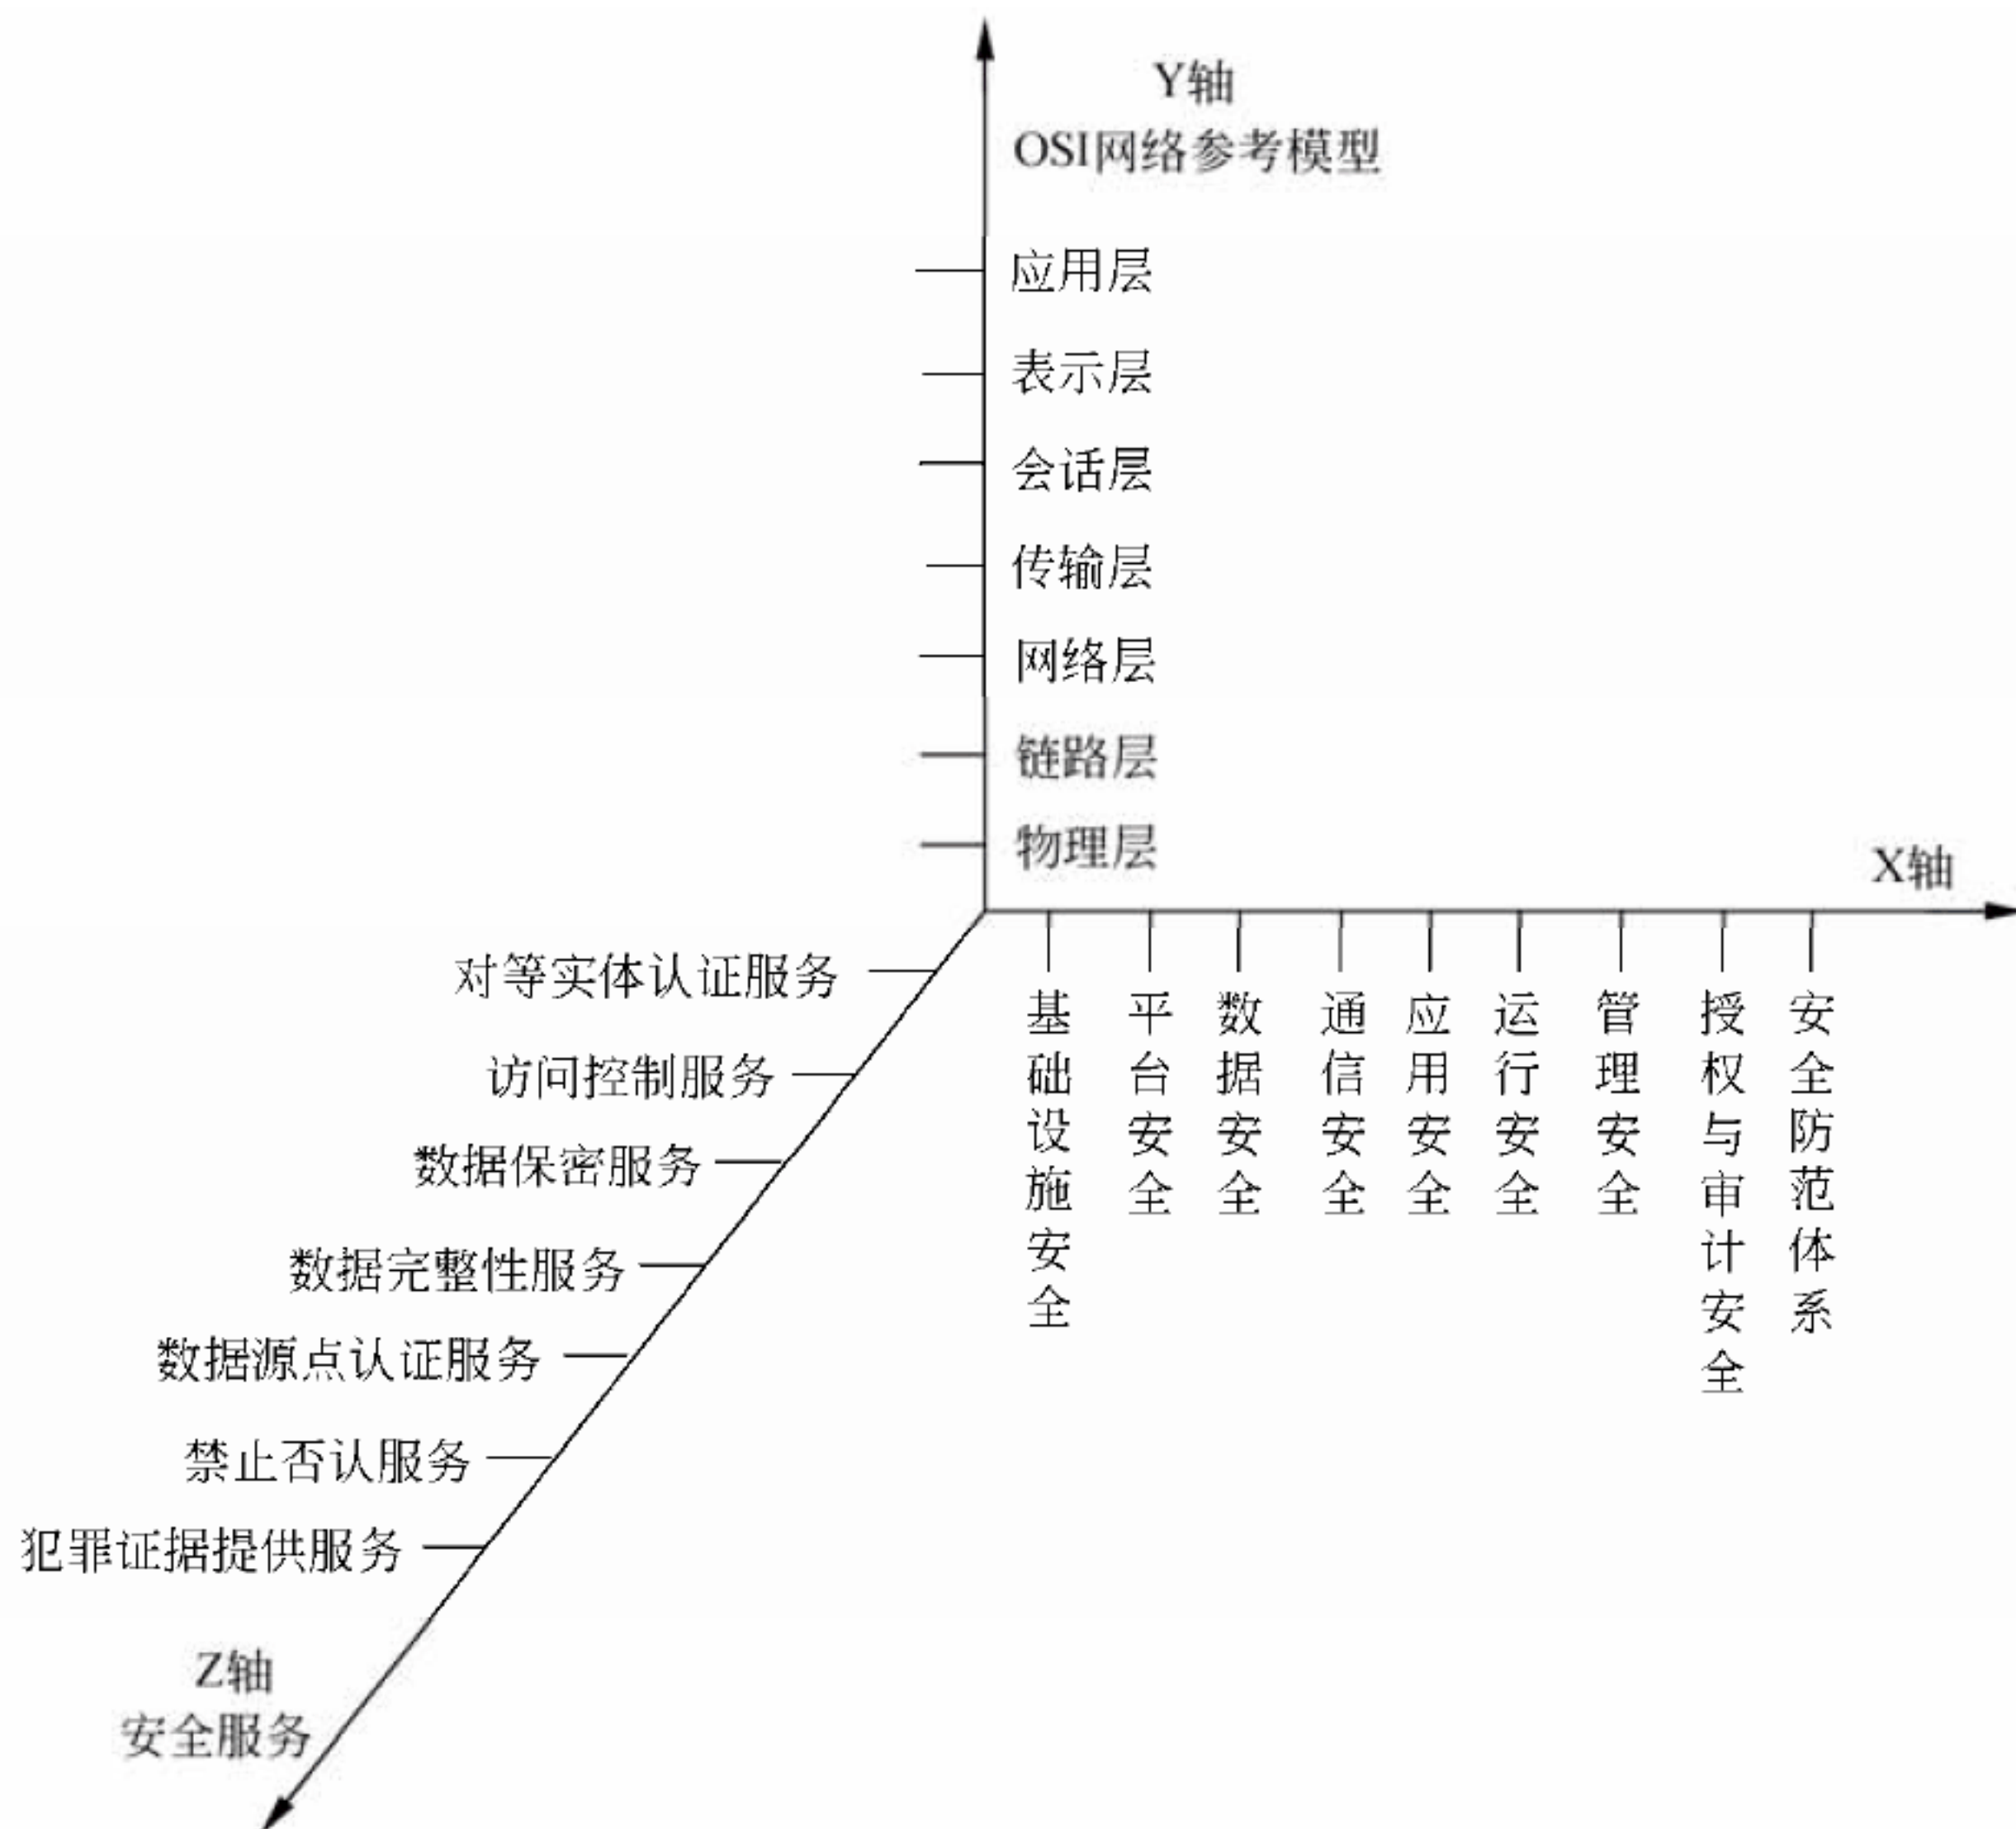 Y轴
OSI网络参考模型
应用层
表示层
会话层
传输层
网络层
链路层
物理层
X轴
基础设施安全
平台安全
数据安全
通信安全
应用安全
运行安全
管理安全
授权与审计安全
安全防范体系
对等实体认证服务
访问控制服务
数据保密服务
数据完整性服务
数据源点认证服务
禁止否认服务
犯罪证据提供服务
Z轴
安全服务